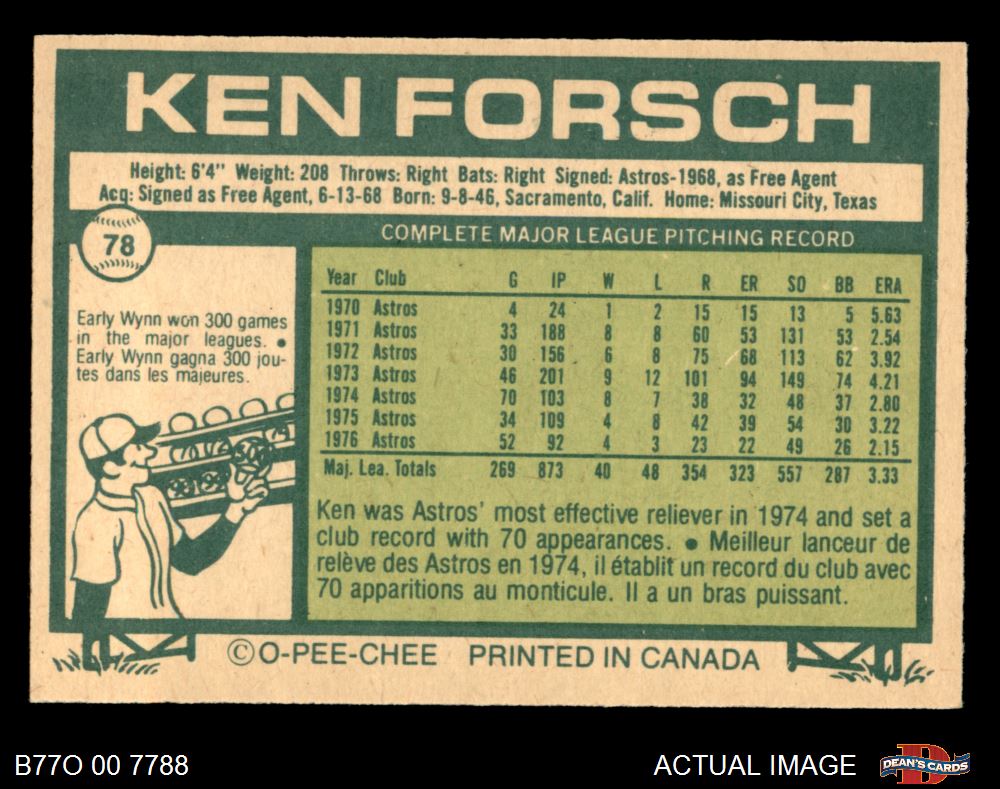 KEN FORSCH
Height: 6'4" Weight: 208 Throws: Right Bats: Right Signed: Astros-1968, as Free Agent
Acq: Signed as Free Agent, 6-13-68 Born: 9-8-46, Sacramento, Calif. Home: Missouri City, Texas
78
COMPLETE MAJOR LEAGUE PITCHING RECORD
Early Wynn won 300 games
in the major leagues. •
Early Wynn gagna 300 jou-
tes dans les majeures.
Year Club G IP W L R ER SO BB ERA
1970 Astros 4 24 1 2 15 15 13 5 5.63
1971 Astros 33 188 8 8 60 53 131 53 2.54
1972 Astros 30 156 6 8 75 68 113 62 3.92
1973 Astros 46 201 9 12 101 94 149 74 4.21
1974 Astros 70 103 8 7 38 32 48 37 2.80
1975 Astros 34 109 4 8 42 39 54 30 3.22
1976 Astros 52 92 4 3 23 22 49 26 2.15
Maj. Lea. Totals 269 873 40 48 354 323 557 287 3.33
Ken was Astros' most effective reliever in 1974 and set a
club record with 70 appearances. • Meilleur lanceur de
relève des Astros en 1974, il établit un record du club avec
70 apparitions au monticule. Il a un bras puissant.
© O-PEE-CHEE PRINTED IN CANADA
B77O 00 7788
ACTUAL IMAGE
DEAN'S CARDS